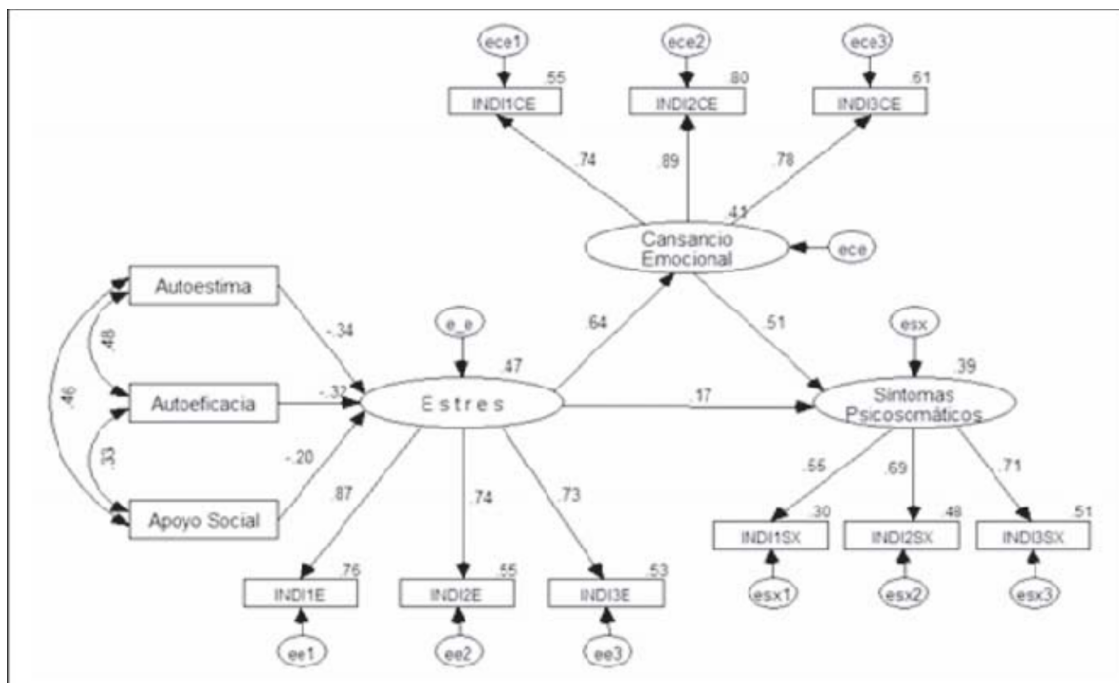 ece1
ece2
ece3
.55
.80
.61
INDI1CE
INDI2CE
INDI3CE
.74
.89
.78
.41
Cansancio
Emocional
ece
Autoestima
-.34
e_e
.64
.51
esx
.48
.47
.39
.46
Autoeficacia
-.32
Estres
.17
Síntomas
Psicosomáticos
.33
-.20
Apoyo Social
.87
.74
.73
.55
.69
.71
.30
.48
.51
INDI1SX
INDI2SX
INDI3SX
.76
.55
.53
INDI1E
INDI2E
INDI3E
esx1
esx2
esx3
ee1
ee2
ee3